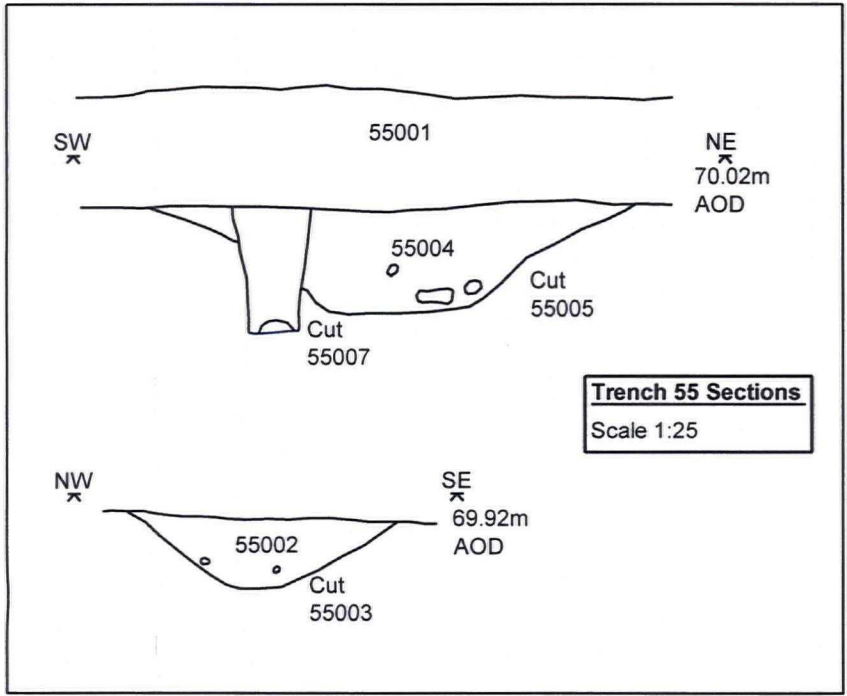 55001
SW
NE
70.02m
AOD
55004
Cut
55005
Cut
55007
Trench 55 Sections
Scale 1:25
NW
SE
69.92m
AOD
55002
Cut
55003